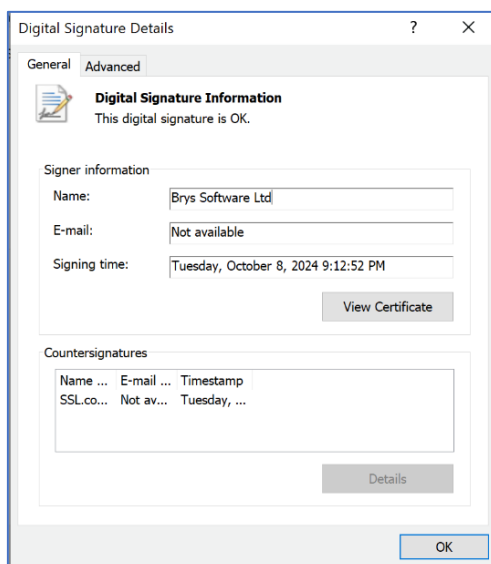 Digital Signature Details ? X
General Advanced
Digital Signature Information
This digital signature is OK.
Signer information
Name: Brys Software Ltd
E-mail: Not available
Signing time: Tuesday, October 8, 2024 9:12:52 PM
View Certificate
Countersignatures
Name ... E-mail ... Timestamp
SSL.co... Not av... Tuesday, ...
Details
OK